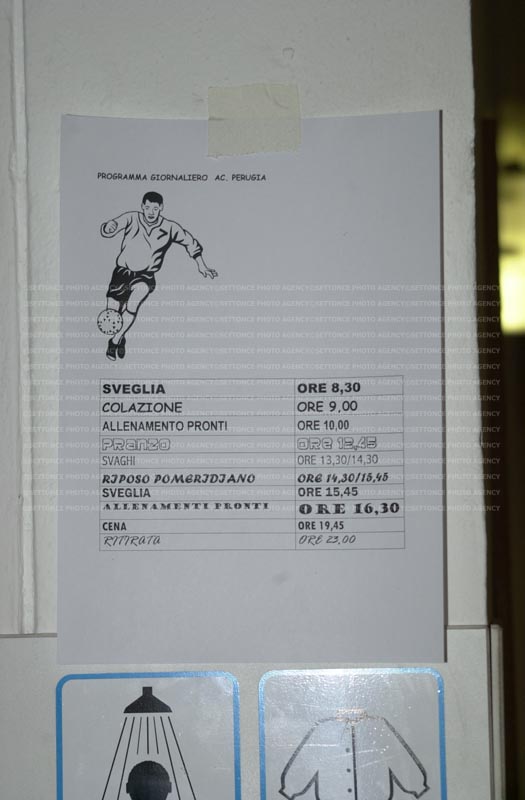 PROGRAMMA GIORNALIERO AC. PERUGIA
SVEGLIA ORE 8,30
COLAZIONE ORE 9,00
ALLENAMENTO PRONTI ORE 10,00
PRANZO ORE 12,45
SVAGHI ORE 13,30/14,30
RIPOSO POMERIDIANO ORE 14,30/15,45
SVEGLIA ORE 15,45
ALLENAMENTI PRONTI ORE 16,30
CENA ORE 19,45
RITIRATA ORE 23,00